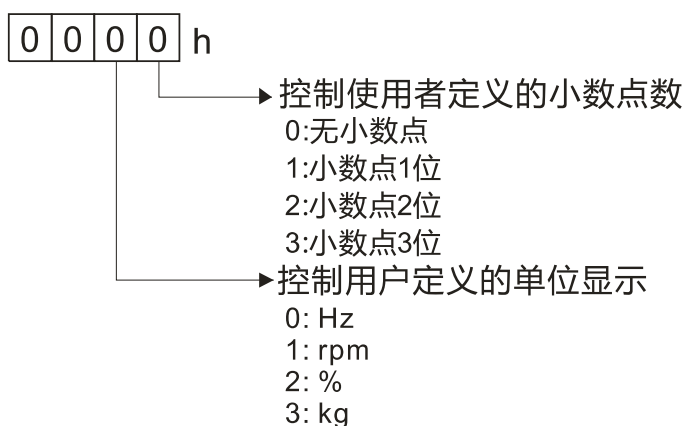 0 0 0 0 h
控制使用者定义的小数点数
0:无小数点
1:小数点1位
2:小数点2位
3:小数点3位
控制用户定义的单位显示
0: Hz
1: rpm
2: %
3: kg